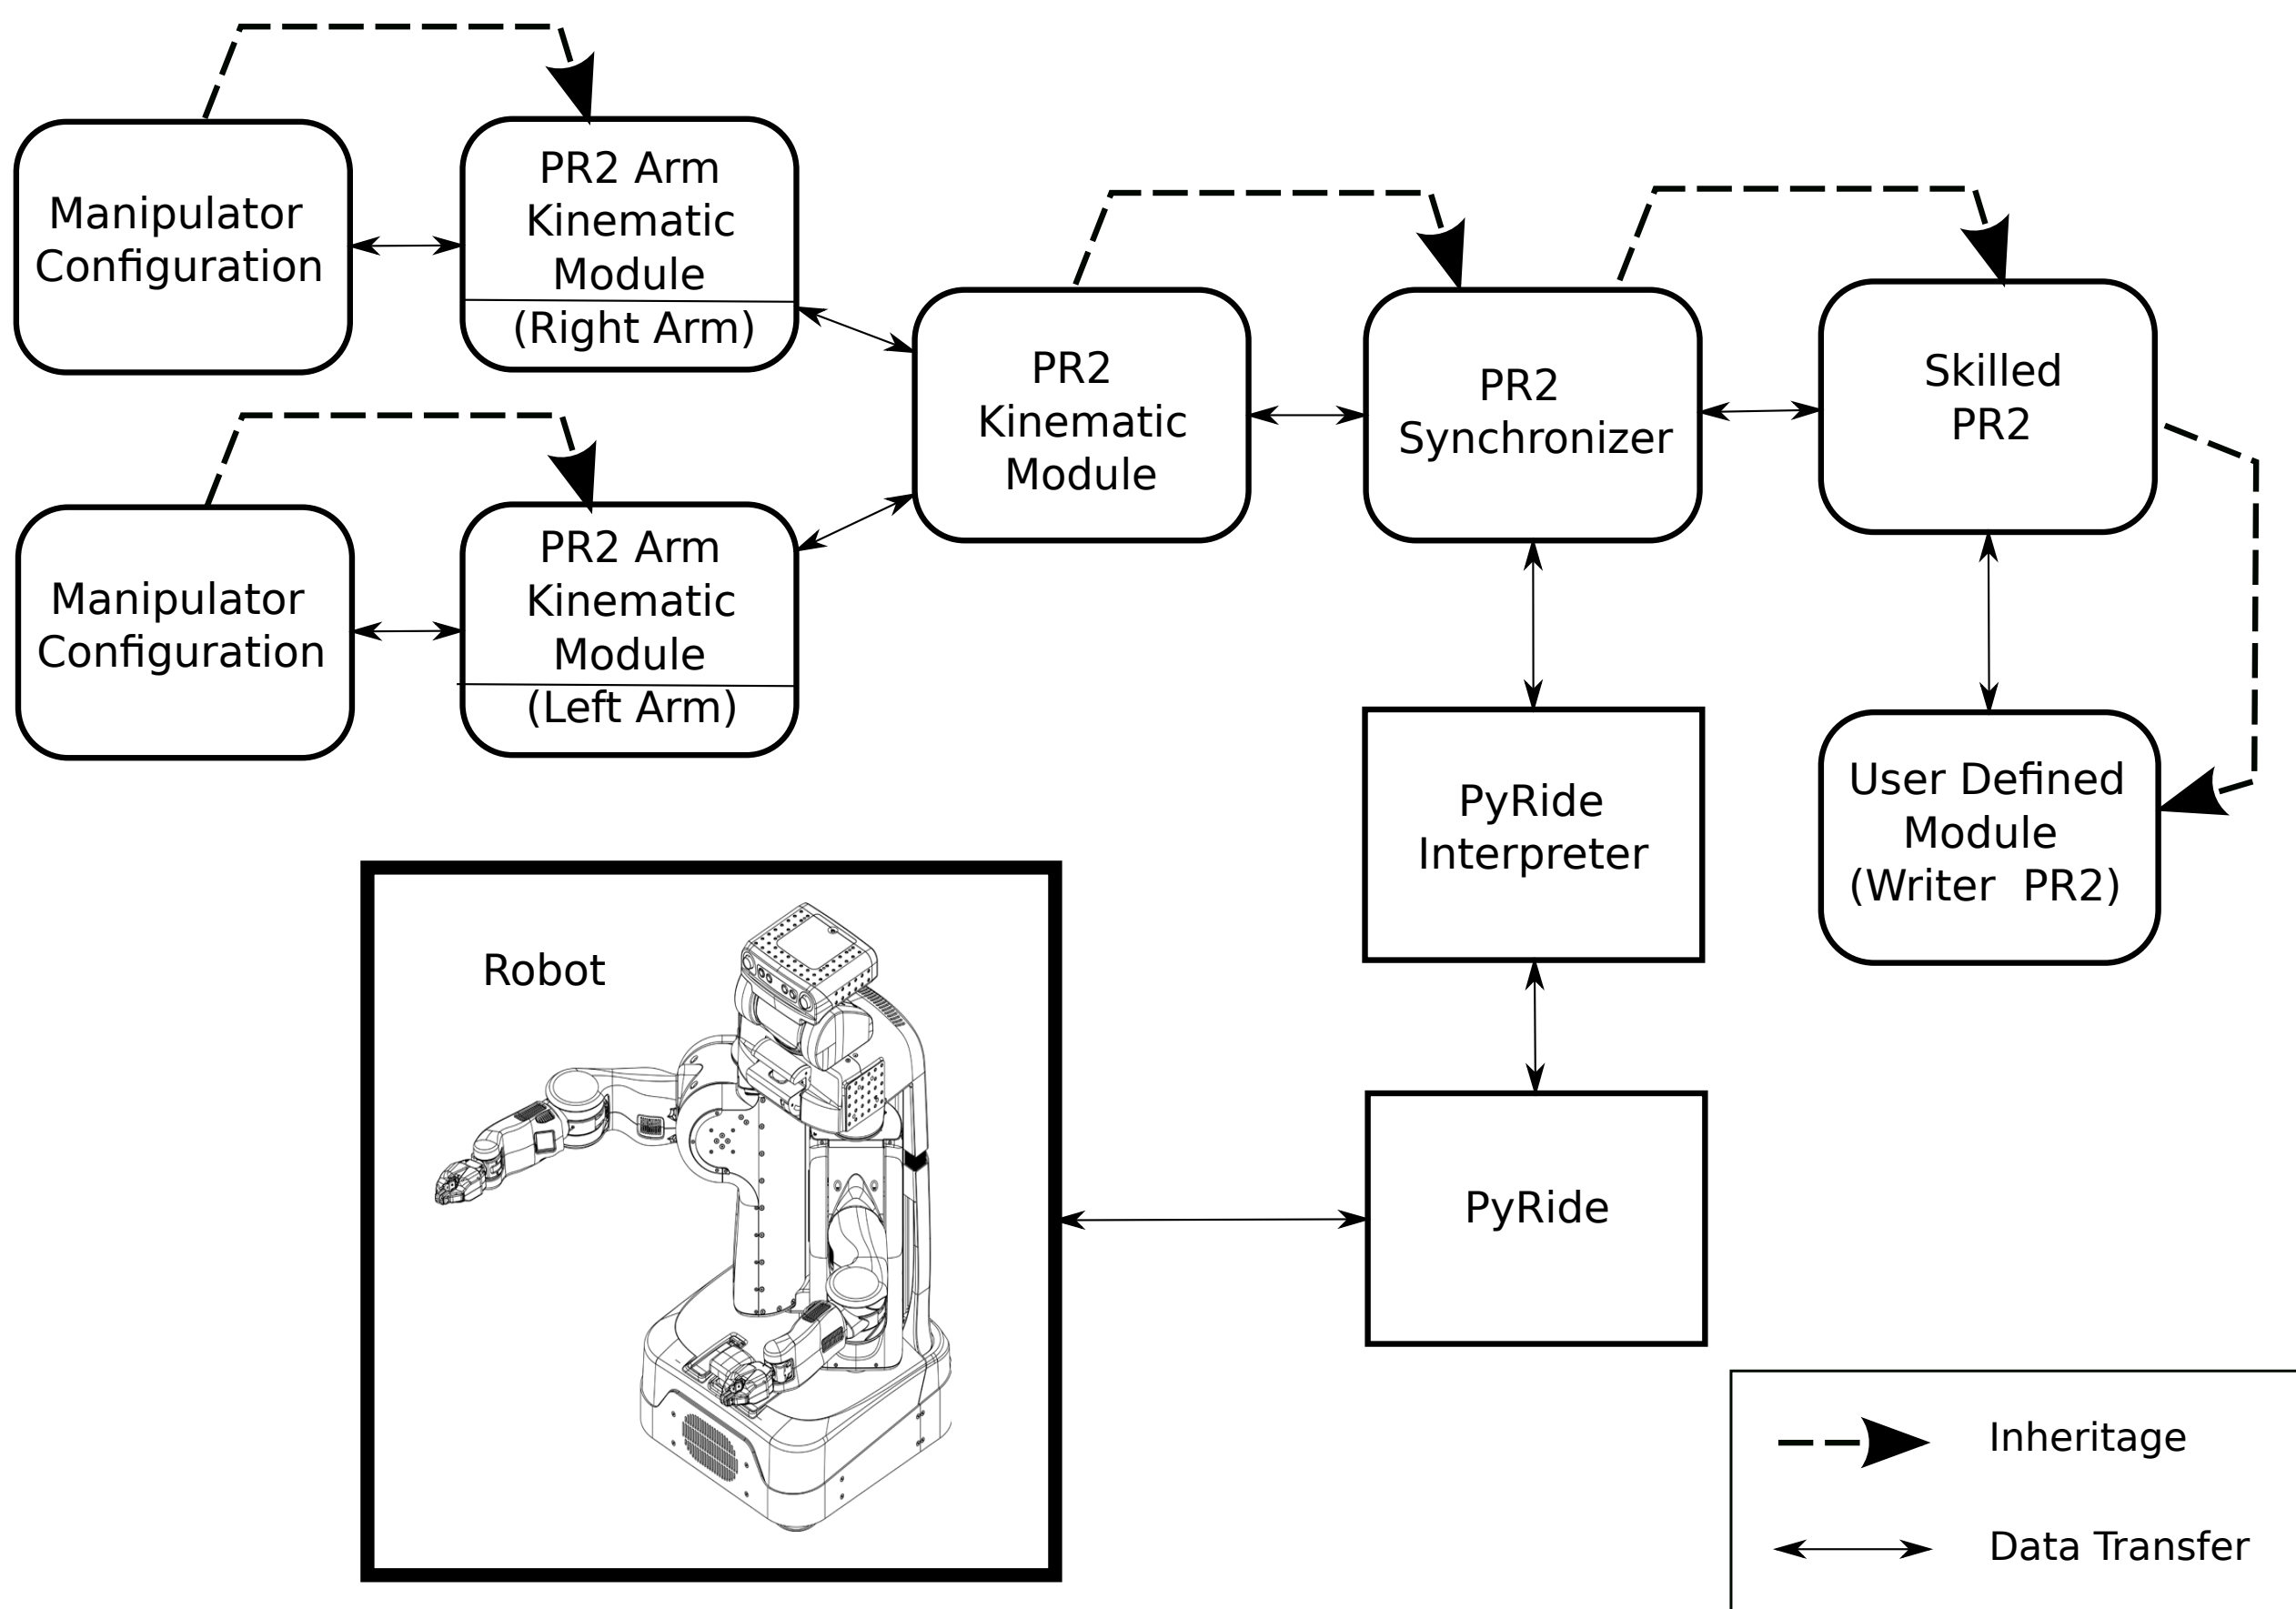 Manipulator
Configuration
PR2 Arm
Kinematic
Module
(Right Arm)
Manipulator
Configuration
PR2 Arm
Kinematic
Module
(Left Arm)
PR2
Kinematic
Module
PR2
Synchronizer
Skilled
PR2
PyRide
Interpreter
User Defined
Module
(Writer PR2)
Robot
PyRide
Inheritage
Data Transfer